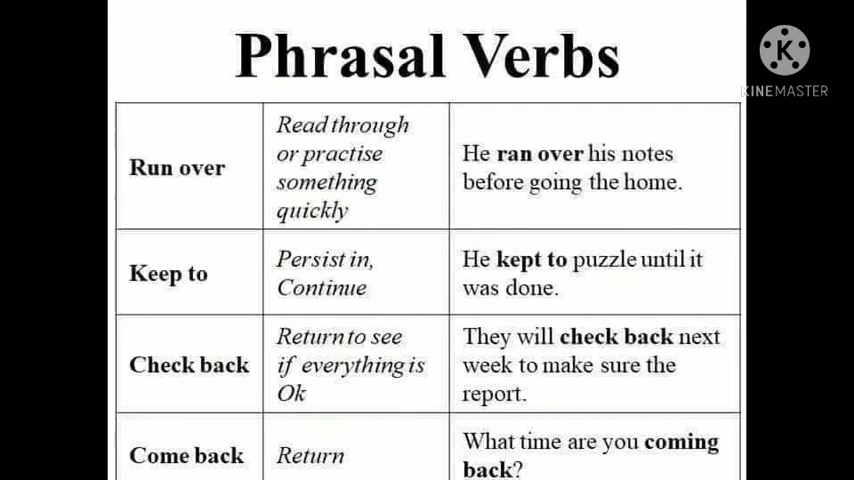 Phrasal Verbs
KINEMASTER
Run over
Read through
or practise
something
quickly
He ran over his notes
before going the home.
Keep to
Persist in,
Continue
He kept to puzzle until it
was done.
Check back
Return to see
if everything is
Ok
They will check back next
week to make sure the
report.
Come back
Return
What time are you coming
back?